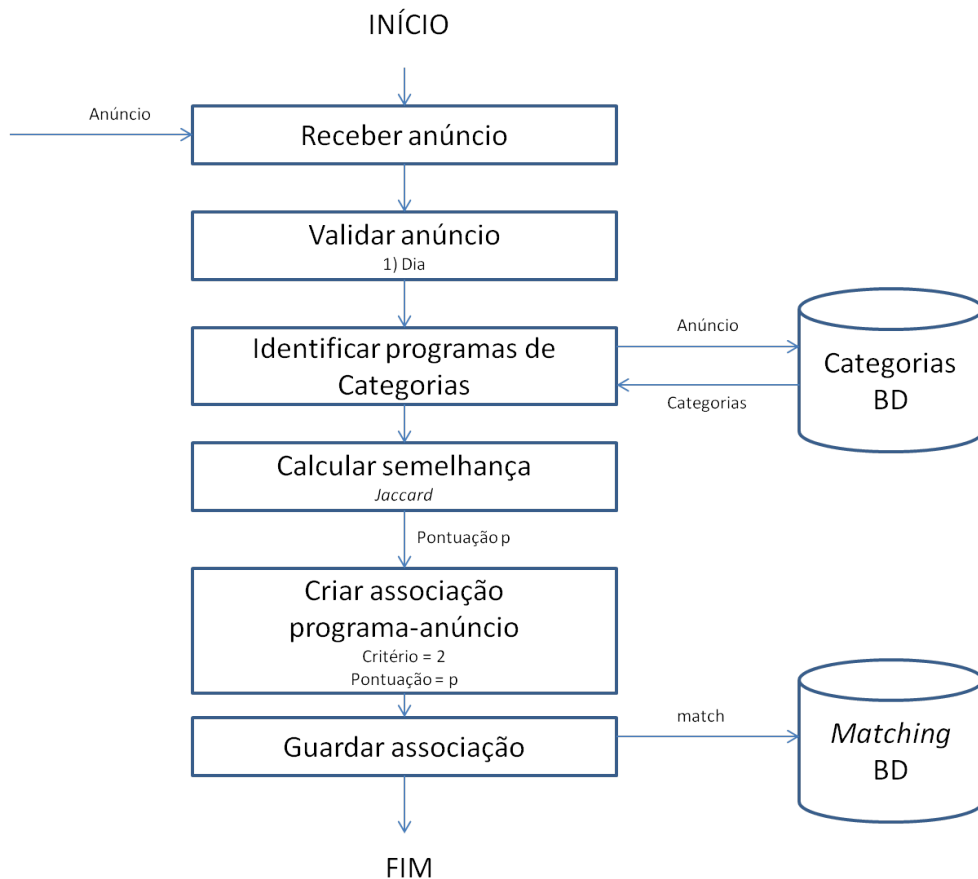 INÍCIO
Anúncio
Receber anúncio
Validar anúncio
1) Dia
Identificar programas de
Categorias
Anúncio
Categorias
Categorias
BD
Calcular semelhança
Jaccard
Pontuação p
Criar associação
programa-anúncio
Critério = 2
Pontuação = p
Guardar associação
match
Matching
BD
FIM